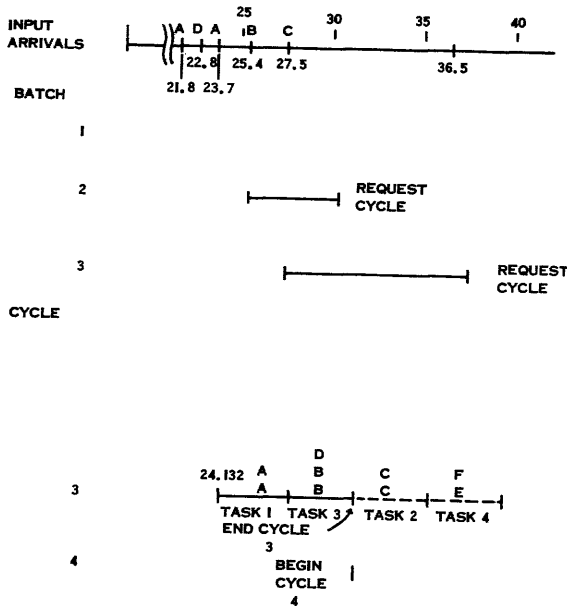 INPUT
ARRIVALS
25 30 35 40
A D A B C
22.8 25.4 27.5 36.5
21.8 23.7
BATCH
1
2
REQUEST
CYCLE
3
REQUEST
CYCLE
CYCLE
D
24.132 A B C F
3 A B C E
TASK 1 TASK 3 TASK 2 TASK 4
END CYCLE
3
4 BEGIN
CYCLE
4